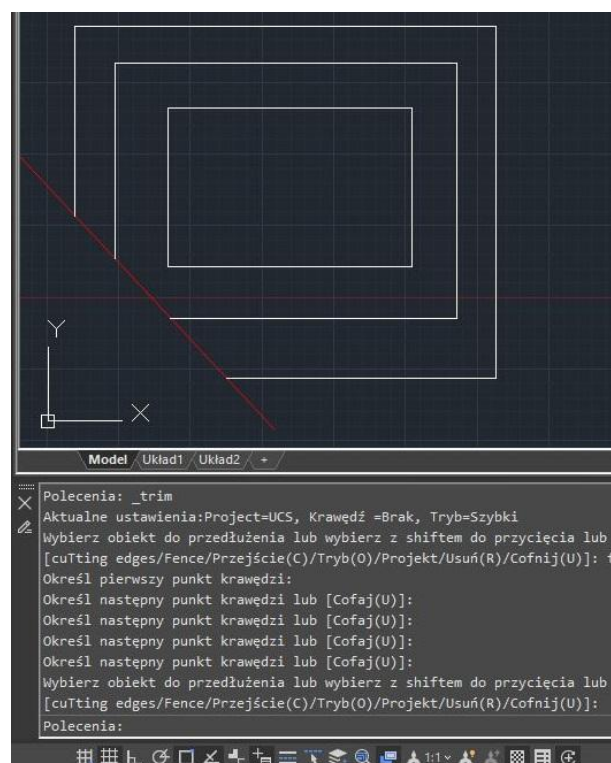 Y
X
Model Układ1 Układ2 +
Polecenia: _trim
Aktualne ustawienia:Project=UCS, Krawędź =Brak, Tryb=Szybki
Wybierz obiekt do przedłużenia lub wybierz z shiftem do przycięcia lub
[cuTting edges/Fence/Przejście(C)/Tryb(O)/Projekt/Usuń(R)/Cofnij(U)]:
Określ pierwszy punkt krawędzi:
Określ następny punkt krawędzi lub [Cofaj(U)]:
Określ następny punkt krawędzi lub [Cofaj(U)]:
Określ następny punkt krawędzi lub [Cofaj(U)]:
Określ następny punkt krawędzi lub [Cofaj(U)]:
Wybierz obiekt do przedłużenia lub wybierz z shiftem do przycięcia lub
[cuTting edges/Fence/Przejście(C)/Tryb(O)/Projekt/Usuń(R)/Cofnij(U)]:
Polecenia:
1:1